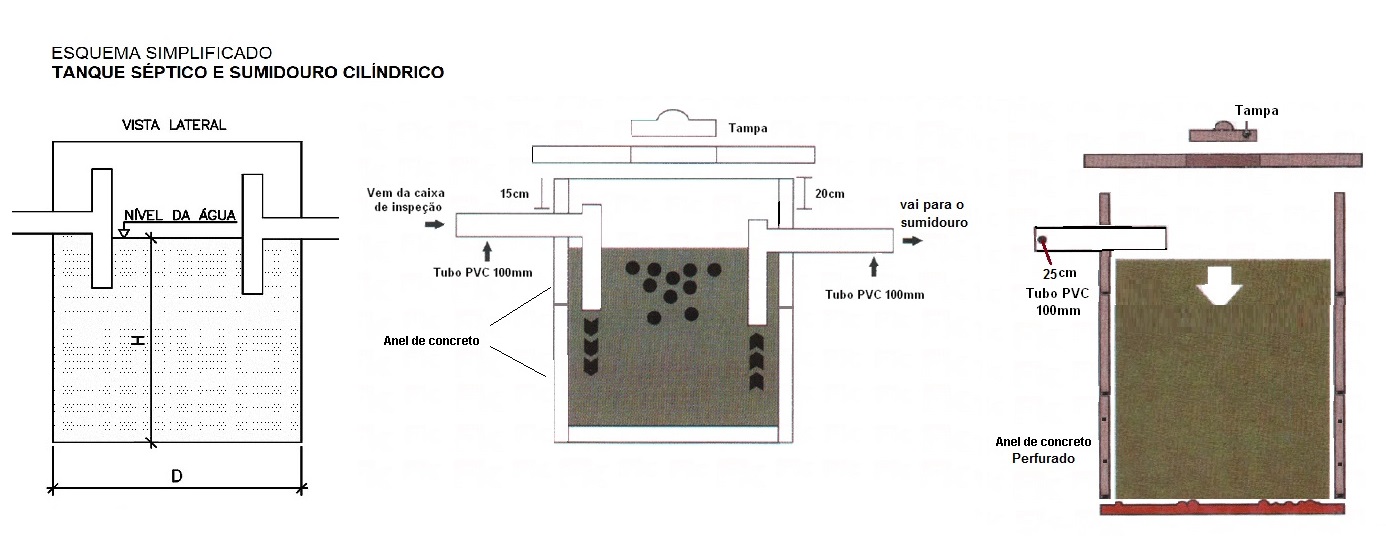 ESQUEMA SIMPLIFICADO
TANQUE SÉPTICO E SUMIDOURO CILÍNDRICO
VISTA LATERAL
NÍVEL DA ÁGUA
H
D
Tampa
15cm
20cm
Vem da caixa
de inspeção
vai para o
sumidouro
Tubo PVC 100mm
Tubo PVC 100mm
Anel de concreto
Tampa
25cm
Tubo PVC
100mm
Anel de concreto
Perfurado